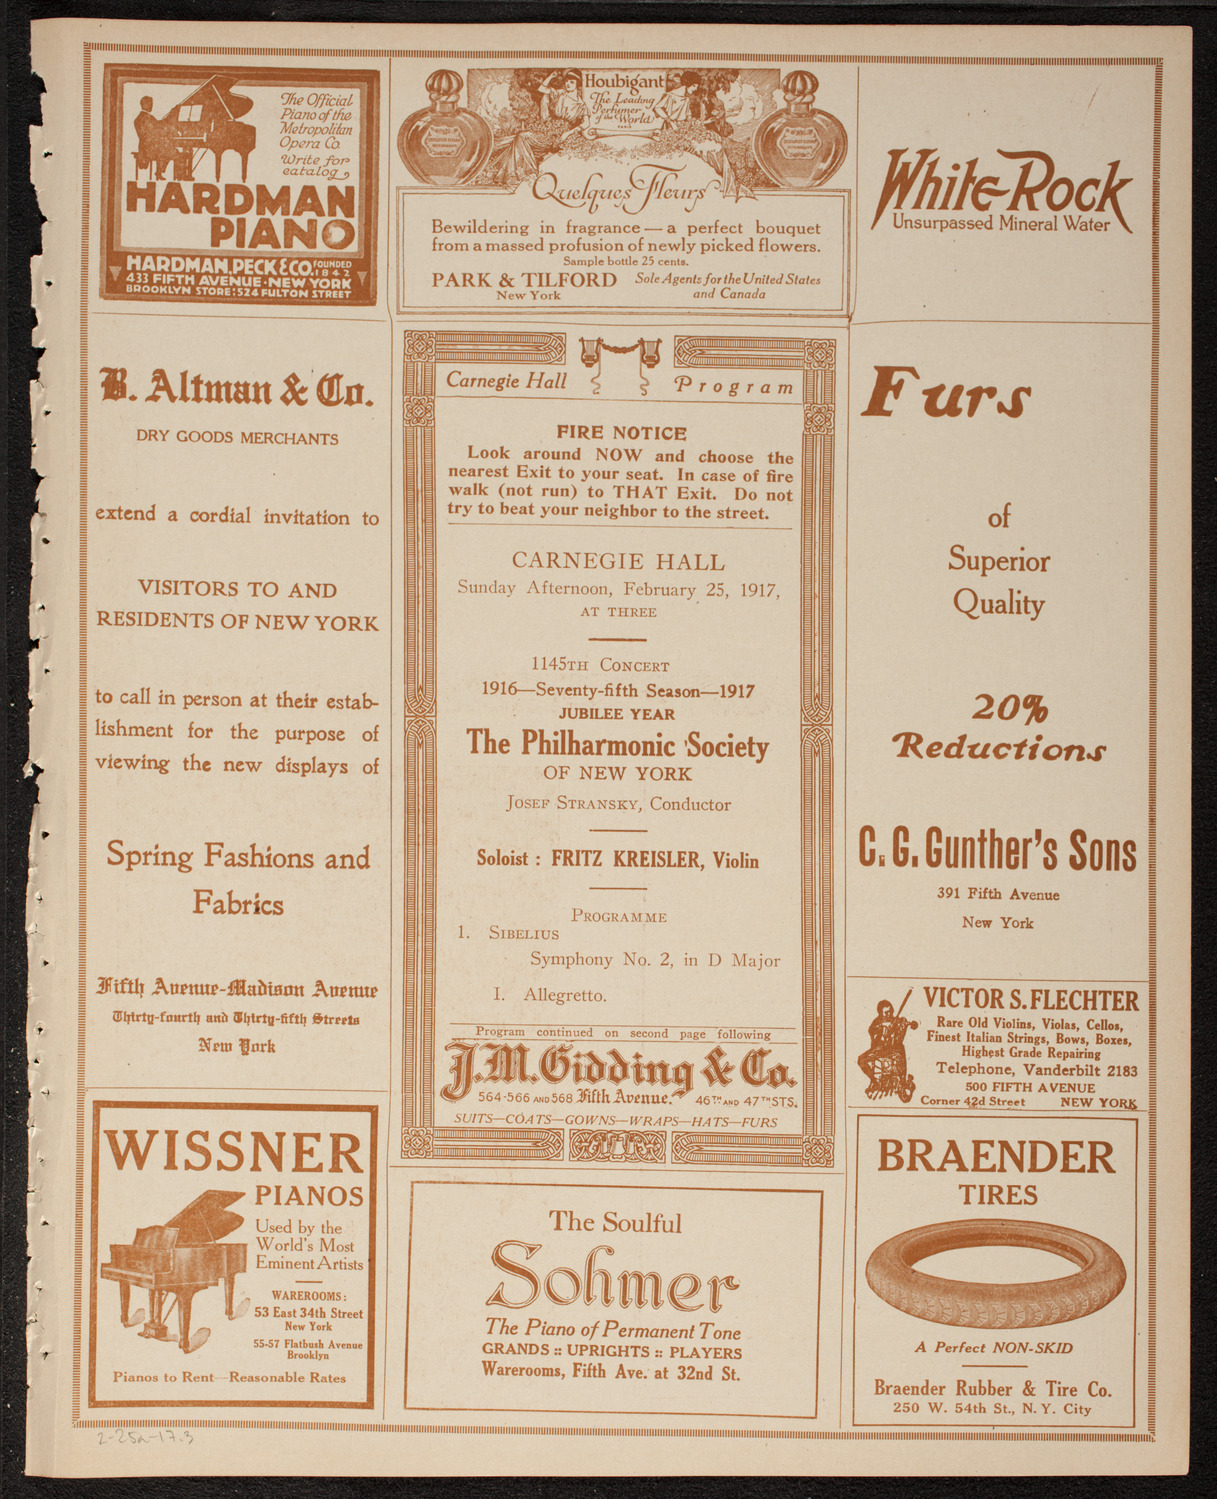 The Official
Piano of the
Metropolitan
Opera Co.
Write for
catalog
HARDMAN
PIANO
HARDMAN, PECK & CO. FOUNDED 1842
433 FIFTH AVENUE · NEW YORK
BROOKLYN STORE: 524 FULTON STREET
Houbigant
The Leading
Perfumer
of the World
PARIS
Quelques Fleurs
Bewildering in fragrance — a perfect bouquet
from a massed profusion of newly picked flowers.
Sample bottle 25 cents.
PARK & TILFORD
New York
Sole Agents for the United States
and Canada
White-Rock
Unsurpassed Mineral Water
B. Altman & Co.
DRY GOODS MERCHANTS
extend a cordial invitation to
VISITORS TO AND
RESIDENTS OF NEW YORK
to call in person at their estab-
lishment for the purpose of
viewing the new displays of
Spring Fashions and
Fabrics
Fifth Avenue-Madison Avenue
Thirty-fourth and Thirty-fifth Streets
New York
Carnegie Hall Program
FIRE NOTICE
Look around NOW and choose the
nearest Exit to your seat. In case of fire
walk (not run) to THAT Exit. Do not
try to beat your neighbor to the street.
CARNEGIE HALL
Sunday Afternoon, February 25, 1917,
AT THREE
1145TH CONCERT
1916—Seventy-fifth Season—1917
JUBILEE YEAR
The Philharmonic Society
OF NEW YORK
JOSEF STRANSKY, Conductor
Soloist : FRITZ KREISLER, Violin
PROGRAMME
1. SIBELIUS
Symphony No. 2, in D Major
I. Allegretto.
Program continued on second page following
J. M. Gidding & Co.
564-566 AND 568 Fifth Avenue. 46TH AND 47TH STS.
SUITS—COATS—GOWNS—WRAPS—HATS—FURS
Furs
of
Superior
Quality
20%
Reductions
C. G. Gunther's Sons
391 Fifth Avenue
New York
VICTOR S. FLECHTER
Rare Old Violins, Violas, Cellos,
Finest Italian Strings, Bows, Boxes,
Highest Grade Repairing
Telephone, Vanderbilt 2183
500 FIFTH AVENUE
Corner 42d Street NEW YORK
WISSNER
PIANOS
Used by the
World's Most
Eminent Artists
WAREROOMS:
53 East 34th Street
New York
55-57 Flatbush Avenue
Brooklyn
Pianos to Rent—Reasonable Rates
The Soulful
Sohmer
The Piano of Permanent Tone
GRANDS :: UPRIGHTS :: PLAYERS
Warerooms, Fifth Ave. at 32nd St.
BRAENDER
TIRES
A Perfect NON-SKID
Braender Rubber & Tire Co.
250 W. 54th St., N. Y. City
2-25a-17.3